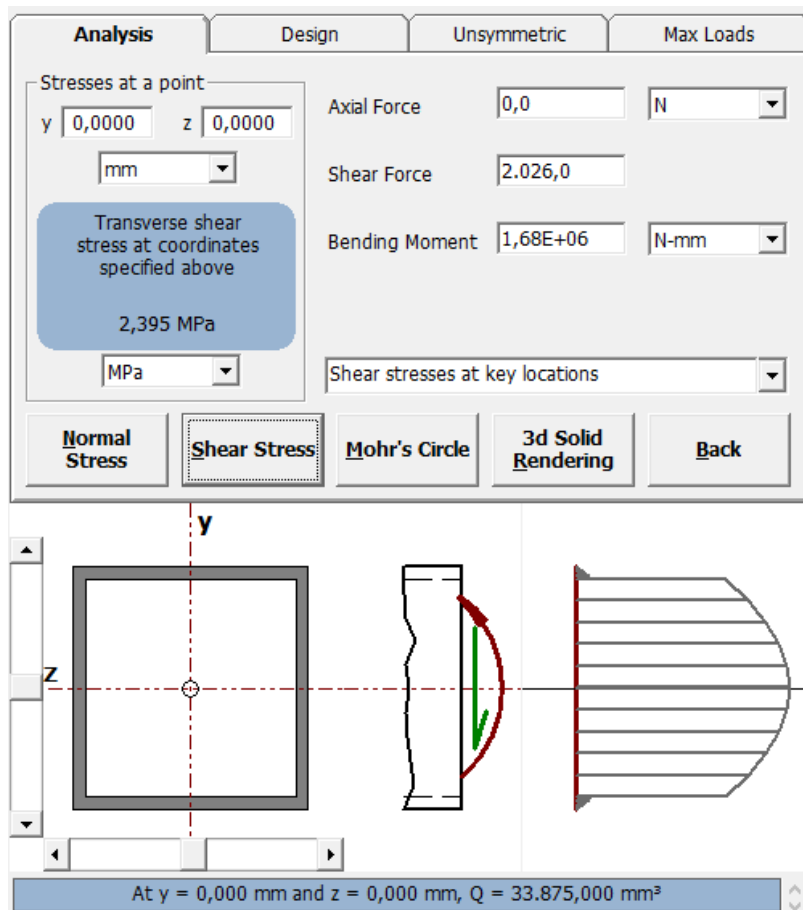 Analysis Design Unsymmetric Max Loads
Stresses at a point
y 0,0000 z 0,0000
mm
Transverse shear
stress at coordinates
specified above
2,395 MPa
MPa
Axial Force 0,0 N
Shear Force 2.026,0
Bending Moment 1,68E+06 N-mm
Shear stresses at key locations
Normal
Stress
Shear Stress
Mohr's Circle
3d Solid
Rendering
Back
y
z
At y = 0,000 mm and z = 0,000 mm, Q = 33.875,000 mm³